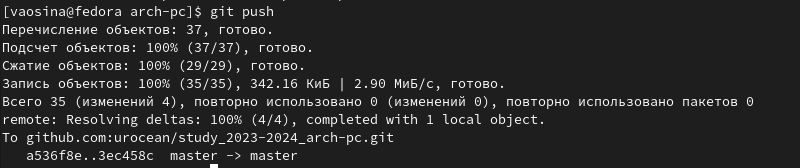 [vaosina@fedora arch-pc]$ git push
Перечисление объектов: 37, готово.
Подсчет объектов: 100% (37/37), готово.
Сжатие объектов: 100% (29/29), готово.
Запись объектов: 100% (35/35), 342.16 КиБ | 2.90 МиБ/с, готово.
Всего 35 (изменений 4), повторно использовано 0 (изменений 0), повторно использовано пакетов 0
remote: Resolving deltas: 100% (4/4), completed with 1 local object.
To github.com:urocean/study_2023-2024_arch-pc.git
   a536f8e..3ec458c  master -> master